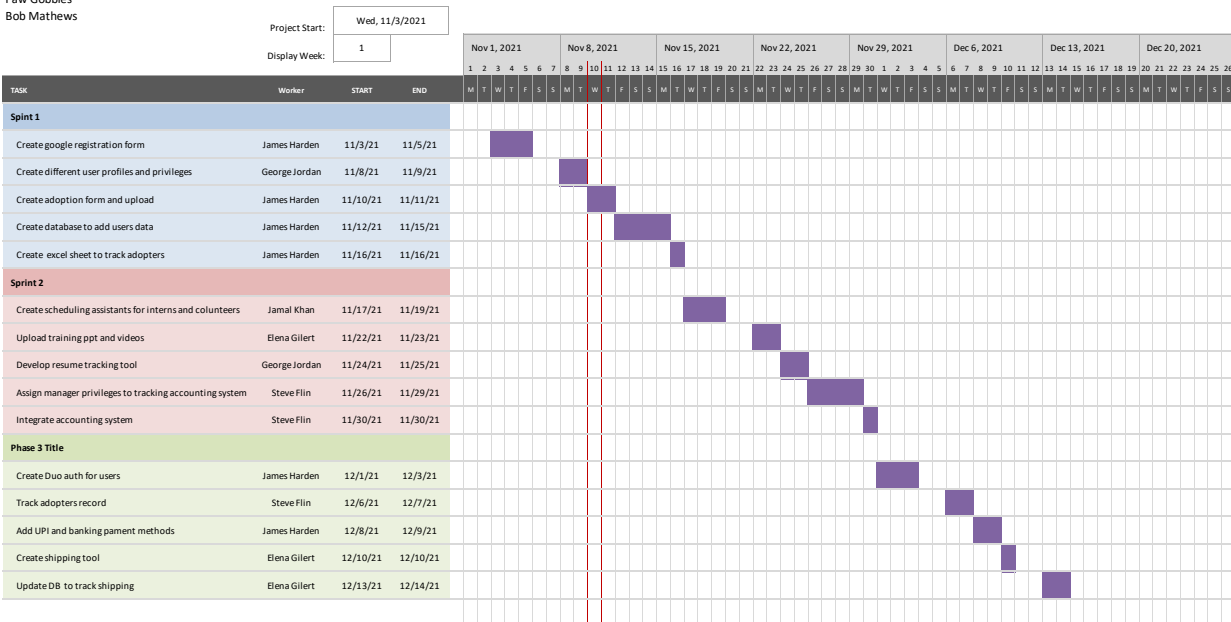 Paw Gobbles
Bob Mathews
Project Start: Wed, 11/3/2021
Display Week: 1
Nov 1, 2021 Nov 8, 2021 Nov 15, 2021 Nov 22, 2021 Nov 29, 2021 Dec 6, 2021 Dec 13, 2021 Dec 20, 2021
1 2 3 4 5 6 7 8 9 10 11 12 13 14 15 16 17 18 19 20 21 22 23 24 25 26 27 28 29 30 1 2 3 4 5 6 7 8 9 10 11 12 13 14 15 16 17 18 19 20 21 22 23 24 25 26
TASK Worker START END M T W T F S S M T W T F S S M T W T F S S M T W T F S S M T W T F S S M T W T F S S M T W T F S S M T W T F S S
Spint 1
Create google registration form James Harden 11/3/21 11/5/21
Create different user profiles and privileges George Jordan 11/8/21 11/9/21
Create adoption form and upload James Harden 11/10/21 11/11/21
Create database to add users data James Harden 11/12/21 11/15/21
Create excel sheet to track adopters James Harden 11/16/21 11/16/21
Sprint 2
Create scheduling assistants for interns and colunteers Jamal Khan 11/17/21 11/19/21
Upload training ppt and videos Elena Gilert 11/22/21 11/23/21
Develop resume tracking tool George Jordan 11/24/21 11/25/21
Assign manager privileges to tracking accounting system Steve Flin 11/26/21 11/29/21
Integrate accounting system Steve Flin 11/30/21 11/30/21
Phase 3 Title
Create Duo auth for users James Harden 12/1/21 12/3/21
Track adopters record Steve Flin 12/6/21 12/7/21
Add UPI and banking pament methods James Harden 12/8/21 12/9/21
Create shipping tool Elena Gilert 12/10/21 12/10/21
Update DB to track shipping Elena Gilert 12/13/21 12/14/21